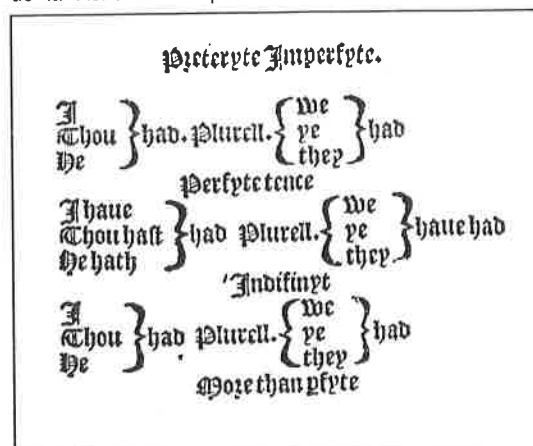 Preteryte Imperfyte.
I
Thou
He
had. Plurell.
we
ye
they
had
Perfyte tence
I haue
Thou hast
He hath
had Plurell.
we
ye
they
haue had
Indifinyt
I
Thou
He
had Plurell.
we
ye
they
had
More than pfyte